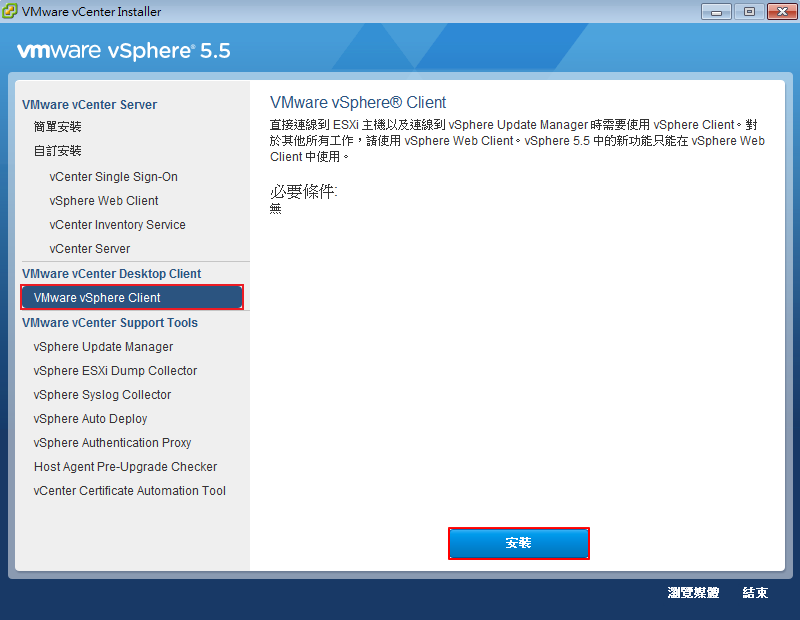 VMware vCenter Installer
vmware vSphere® 5.5
VMware vCenter Server
簡單安裝
自訂安裝
vCenter Single Sign-On
vSphere Web Client
vCenter Inventory Service
vCenter Server
VMware vCenter Desktop Client
VMware vSphere Client
VMware vCenter Support Tools
vSphere Update Manager
vSphere ESXi Dump Collector
vSphere Syslog Collector
vSphere Auto Deploy
vSphere Authentication Proxy
Host Agent Pre-Upgrade Checker
vCenter Certificate Automation Tool
VMware vSphere® Client
直接連線到 ESXi 主機以及連線到 vSphere Update Manager 時需要使用 vSphere Client。對
於其他所有工作，請使用 vSphere Web Client。vSphere 5.5 中的新功能只能在 vSphere Web
Client 中使用。
必要條件:
無
安裝
瀏覽媒體
結束